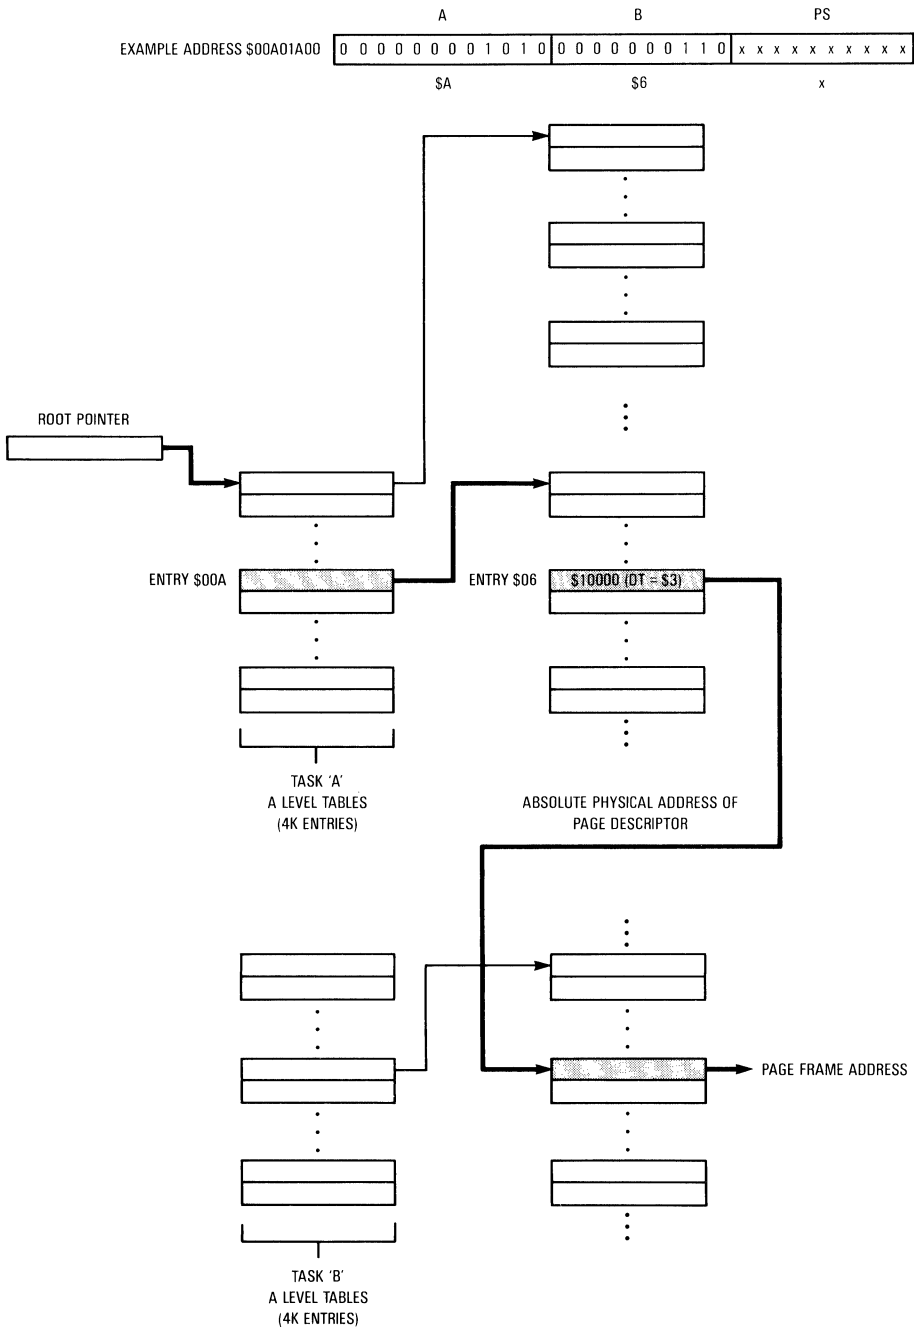 A B PS
EXAMPLE ADDRESS $00A01A00 0 0 0 0 0 0 0 0 1 0 1 0 0 0 0 0 0 0 0 1 1 0 x x x x x x x x x x
$A $6 x
ROOT POINTER
ENTRY $00A ENTRY $06 $10000 (DT = $3)
TASK 'A'
A LEVEL TABLES
(4K ENTRIES)
ABSOLUTE PHYSICAL ADDRESS OF
PAGE DESCRIPTOR
PAGE FRAME ADDRESS
TASK 'B'
A LEVEL TABLES
(4K ENTRIES)